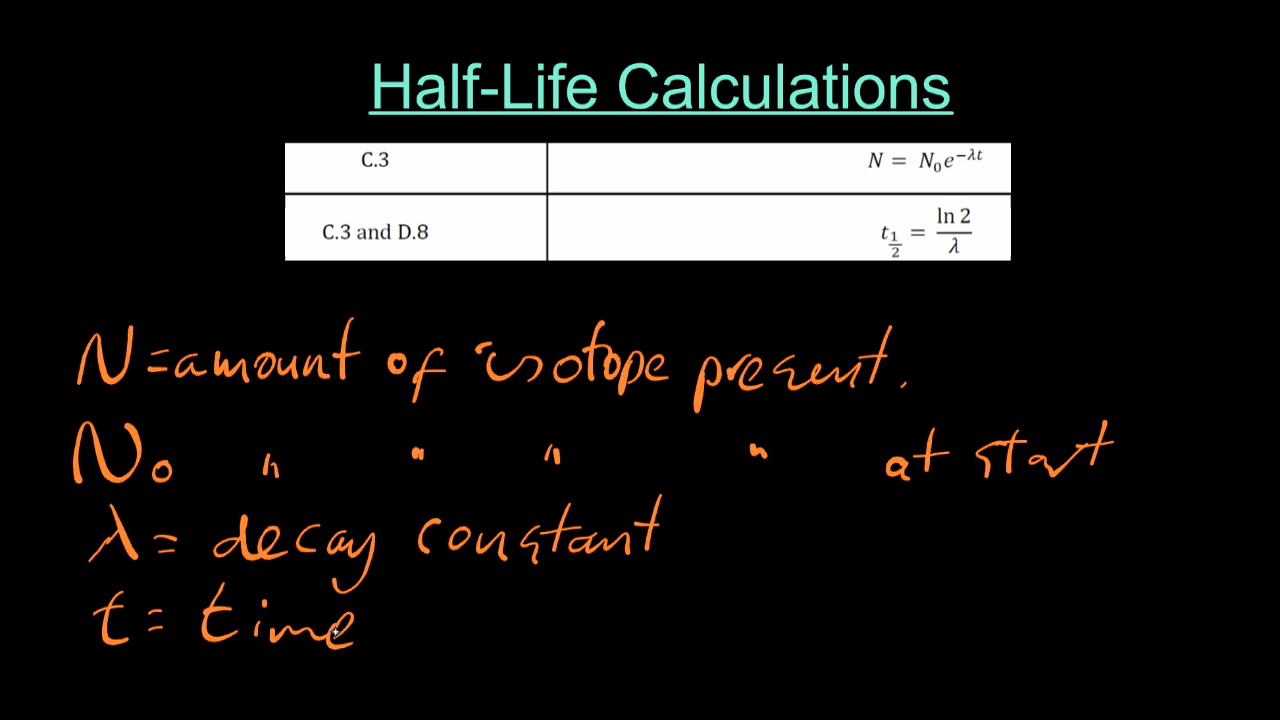 Half-Life Calculations
C.3 N = N₀e^−λt
C.3 and D.8 t½ = ln 2 / λ
N = amount of isotope present.
N₀ " " " " at start
λ = decay constant
t = time